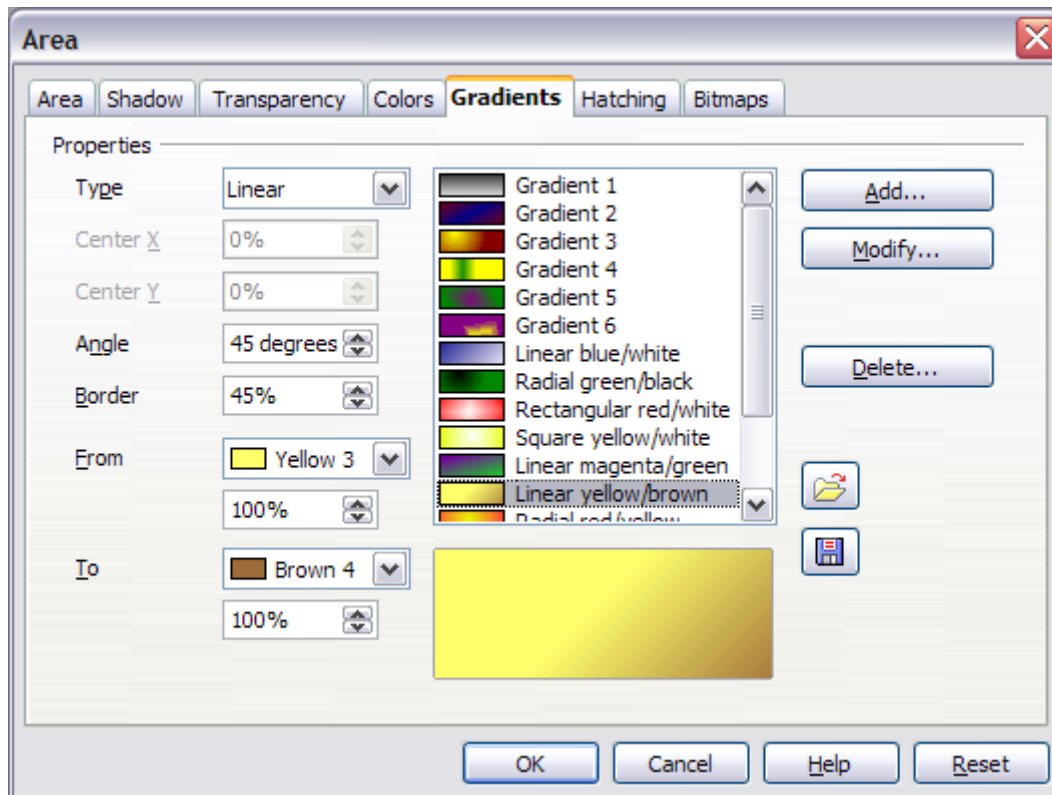 Area
Area Shadow Transparency Colors Gradients Hatching Bitmaps
Properties
Type Linear
Center X 0%
Center Y 0%
Angle 45 degrees
Border 45%
From Yellow 3
100%
To Brown 4
100%
Gradient 1
Gradient 2
Gradient 3
Gradient 4
Gradient 5
Gradient 6
Linear blue/white
Radial green/black
Rectangular red/white
Square yellow/white
Linear magenta/green
Linear yellow/brown
Radial red/yellow
Add...
Modify...
Delete...
OK Cancel Help Reset